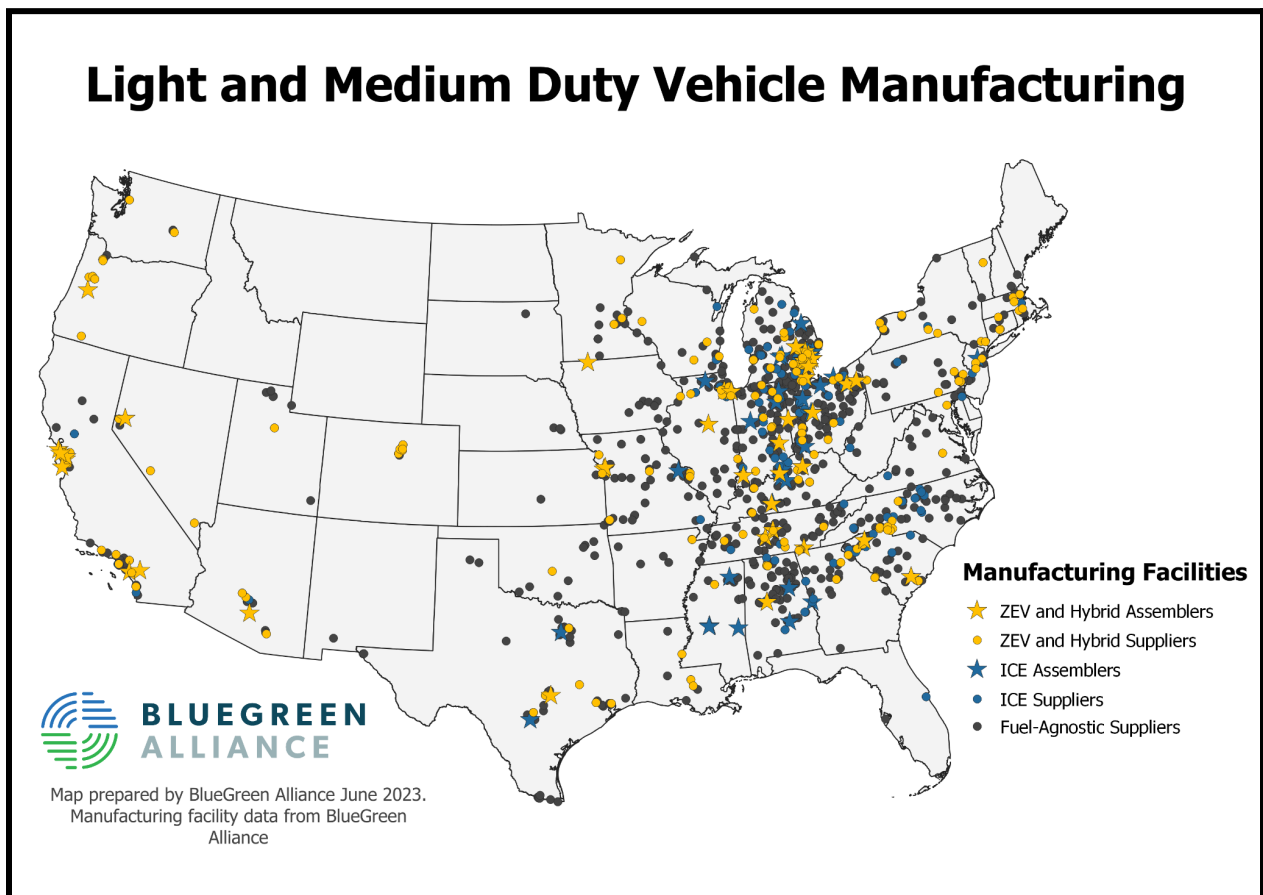 Light and Medium Duty Vehicle Manufacturing
Manufacturing Facilities
ZEV and Hybrid Assemblers
ZEV and Hybrid Suppliers
ICE Assemblers
ICE Suppliers
Fuel-Agnostic Suppliers
BLUEGREEN
ALLIANCE
Map prepared by BlueGreen Alliance June 2023.
Manufacturing facility data from BlueGreen
Alliance